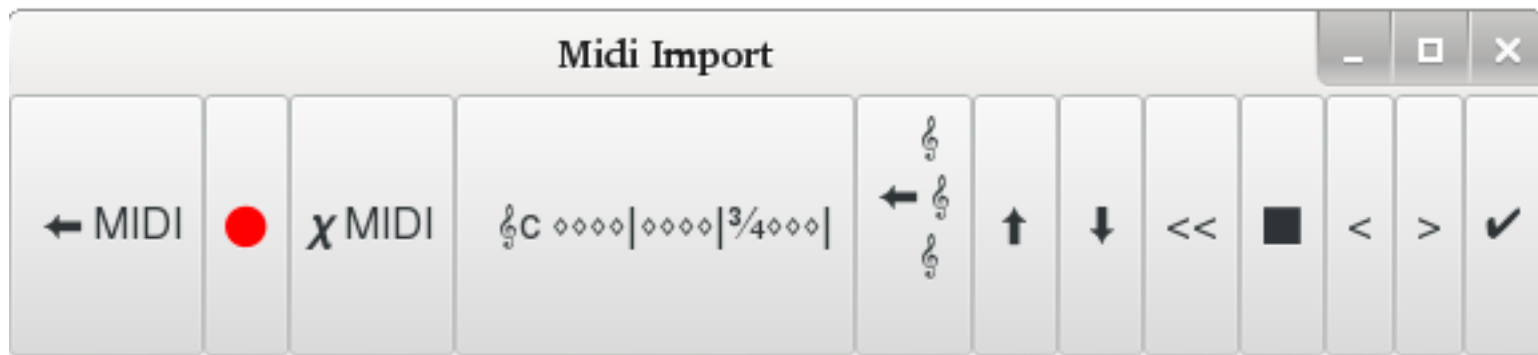 Midi Import
← MIDI
χ MIDI
𝄞c ⋄⋄⋄⋄|⋄⋄⋄⋄|¾⋄⋄⋄|
<<
<
>